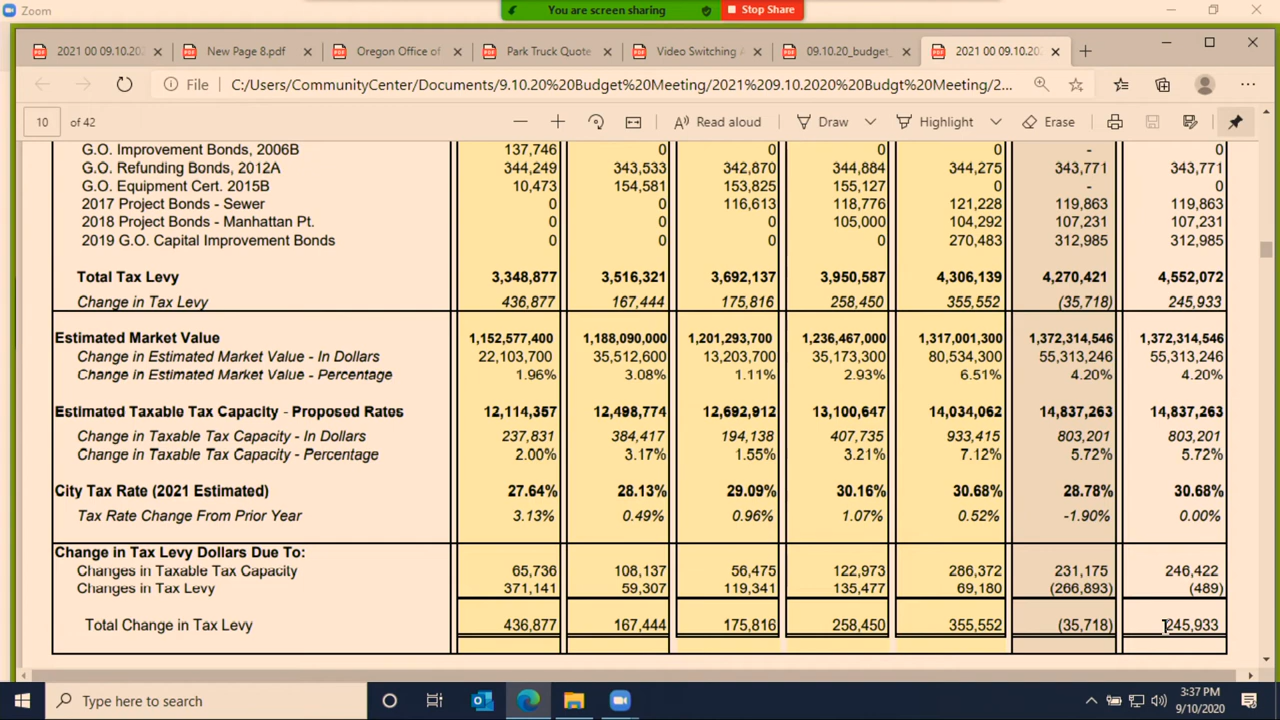 Zoom
You are screen sharing
Stop Share
2021 00 09.10.20
New Page 8.pdf
Oregon Office of
Park Truck Quote
Video Switching A
09.10.20_budget_
2021 00 09.10.20
File C:/Users/CommunityCenter/Documents/9.10.20%20Budget%20Meeting/2021%209.10.2020%20Budgt%20Meeting/2...
10 of 42 Read aloud Draw Highlight Erase
G.O. Improvement Bonds, 2006B 137,746 0 0 0 0 - 0
G.O. Refunding Bonds, 2012A 344,249 343,533 342,870 344,884 344,275 343,771 343,771
G.O. Equipment Cert. 2015B 10,473 154,581 153,825 155,127 0 - 0
2017 Project Bonds - Sewer 0 0 116,613 118,776 121,228 119,863 119,863
2018 Project Bonds - Manhattan Pt. 0 0 0 105,000 104,292 107,231 107,231
2019 G.O. Capital Improvement Bonds 0 0 0 0 270,483 312,985 312,985
Total Tax Levy 3,348,877 3,516,321 3,692,137 3,950,587 4,306,139 4,270,421 4,552,072
Change in Tax Levy 436,877 167,444 175,816 258,450 355,552 (35,718) 245,933
Estimated Market Value 1,152,577,400 1,188,090,000 1,201,293,700 1,236,467,000 1,317,001,300 1,372,314,546 1,372,314,546
Change in Estimated Market Value - In Dollars 22,103,700 35,512,600 13,203,700 35,173,300 80,534,300 55,313,246 55,313,246
Change in Estimated Market Value - Percentage 1.96% 3.08% 1.11% 2.93% 6.51% 4.20% 4.20%
Estimated Taxable Tax Capacity - Proposed Rates 12,114,357 12,498,774 12,692,912 13,100,647 14,034,062 14,837,263 14,837,263
Change in Taxable Tax Capacity - In Dollars 237,831 384,417 194,138 407,735 933,415 803,201 803,201
Change in Taxable Tax Capacity - Percentage 2.00% 3.17% 1.55% 3.21% 7.12% 5.72% 5.72%
City Tax Rate (2021 Estimated) 27.64% 28.13% 29.09% 30.16% 30.68% 28.78% 30.68%
Tax Rate Change From Prior Year 3.13% 0.49% 0.96% 1.07% 0.52% -1.90% 0.00%
Change in Tax Levy Dollars Due To:
Changes in Taxable Tax Capacity 65,736 108,137 56,475 122,973 286,372 231,175 246,422
Changes in Tax Levy 371,141 59,307 119,341 135,477 69,180 (266,893) (489)
Total Change in Tax Levy 436,877 167,444 175,816 258,450 355,552 (35,718) 245,933
Type here to search
3:37 PM
9/10/2020